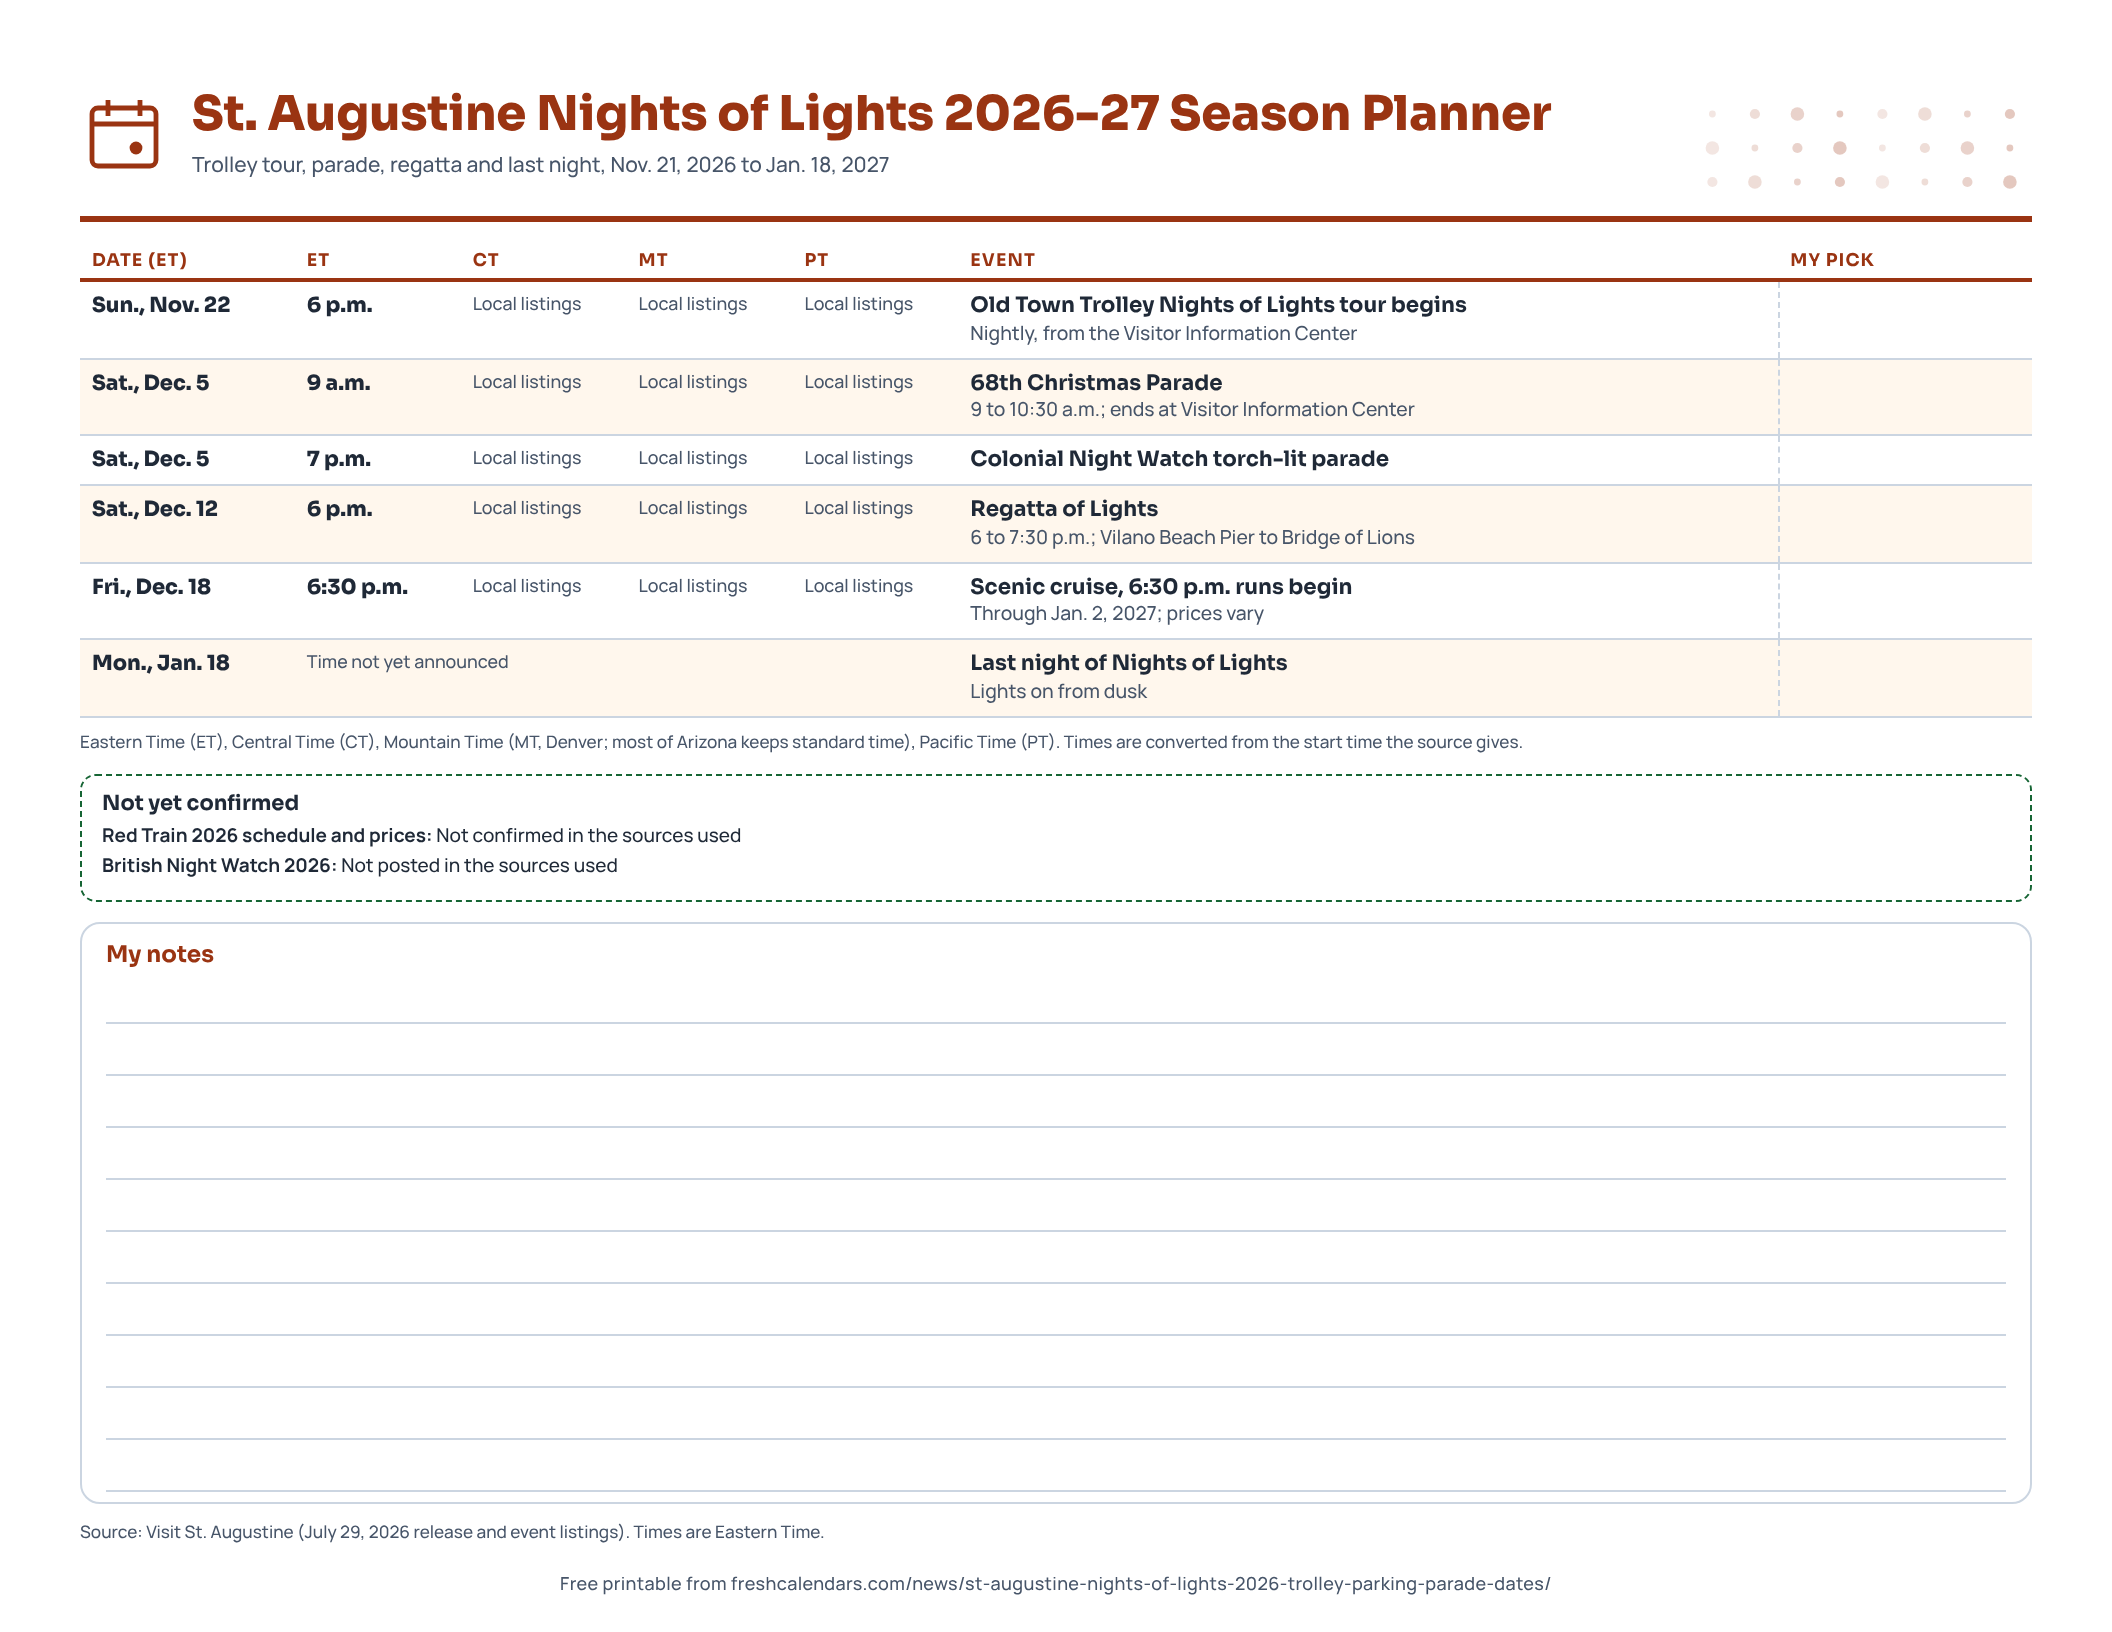 St. Augustine Nights of Lights 2026–27 Season Planner
Trolley tour, parade, regatta and last night, Nov. 21, 2026 to Jan. 18, 2027
DATE (ET) ET CT MT PT EVENT MY PICK
Sun., Nov. 22 6 p.m. Local listings Local listings Local listings Old Town Trolley Nights of Lights tour begins
Nightly, from the Visitor Information Center
Sat., Dec. 5 9 a.m. Local listings Local listings Local listings 68th Christmas Parade
9 to 10:30 a.m.; ends at Visitor Information Center
Sat., Dec. 5 7 p.m. Local listings Local listings Local listings Colonial Night Watch torch-lit parade
Sat., Dec. 12 6 p.m. Local listings Local listings Local listings Regatta of Lights
6 to 7:30 p.m.; Vilano Beach Pier to Bridge of Lions
Fri., Dec. 18 6:30 p.m. Local listings Local listings Local listings Scenic cruise, 6:30 p.m. runs begin
Through Jan. 2, 2027; prices vary
Mon., Jan. 18 Time not yet announced Last night of Nights of Lights
Lights on from dusk
Eastern Time (ET), Central Time (CT), Mountain Time (MT, Denver; most of Arizona keeps standard time), Pacific Time (PT). Times are converted from the start time the source gives.
Not yet confirmed
Red Train 2026 schedule and prices: Not confirmed in the sources used
British Night Watch 2026: Not posted in the sources used
My notes
Source: Visit St. Augustine (July 29, 2026 release and event listings). Times are Eastern Time.
Free printable from freshcalendars.com/news/st-augustine-nights-of-lights-2026-trolley-parking-parade-dates/